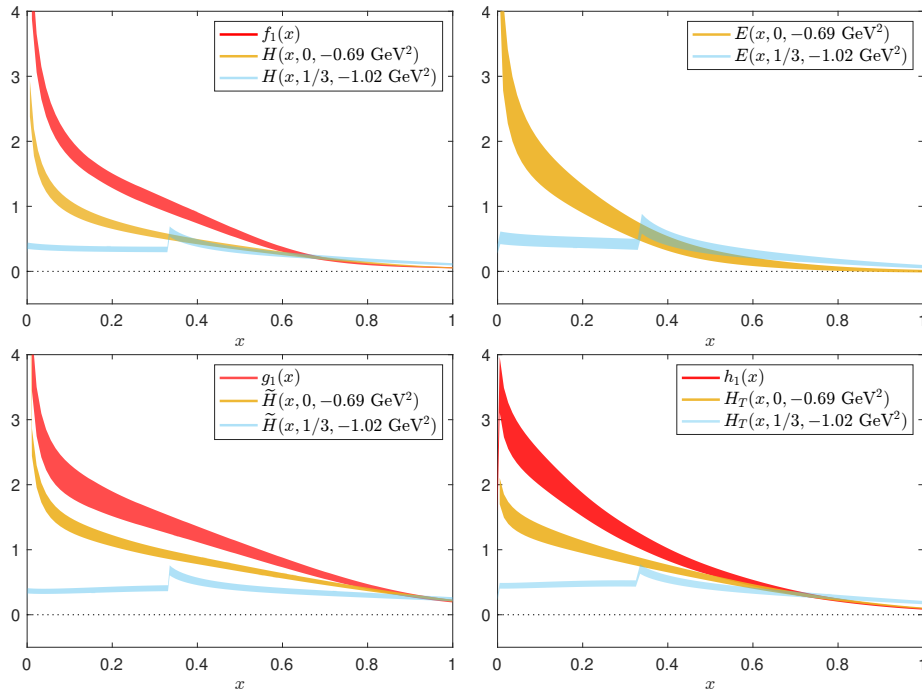 4
3
2
1
0
f₁(x)
H(x, 0, −0.69 GeV²)
H(x, 1/3, −1.02 GeV²)
0 0.2 0.4 0.6 0.8 1
x
4
3
2
1
0
E(x, 0, −0.69 GeV²)
E(x, 1/3, −1.02 GeV²)
0 0.2 0.4 0.6 0.8 1
x
4
3
2
1
0
g₁(x)
H̃(x, 0, −0.69 GeV²)
H̃(x, 1/3, −1.02 GeV²)
0 0.2 0.4 0.6 0.8 1
x
4
3
2
1
0
h₁(x)
H_T(x, 0, −0.69 GeV²)
H_T(x, 1/3, −1.02 GeV²)
0 0.2 0.4 0.6 0.8 1
x